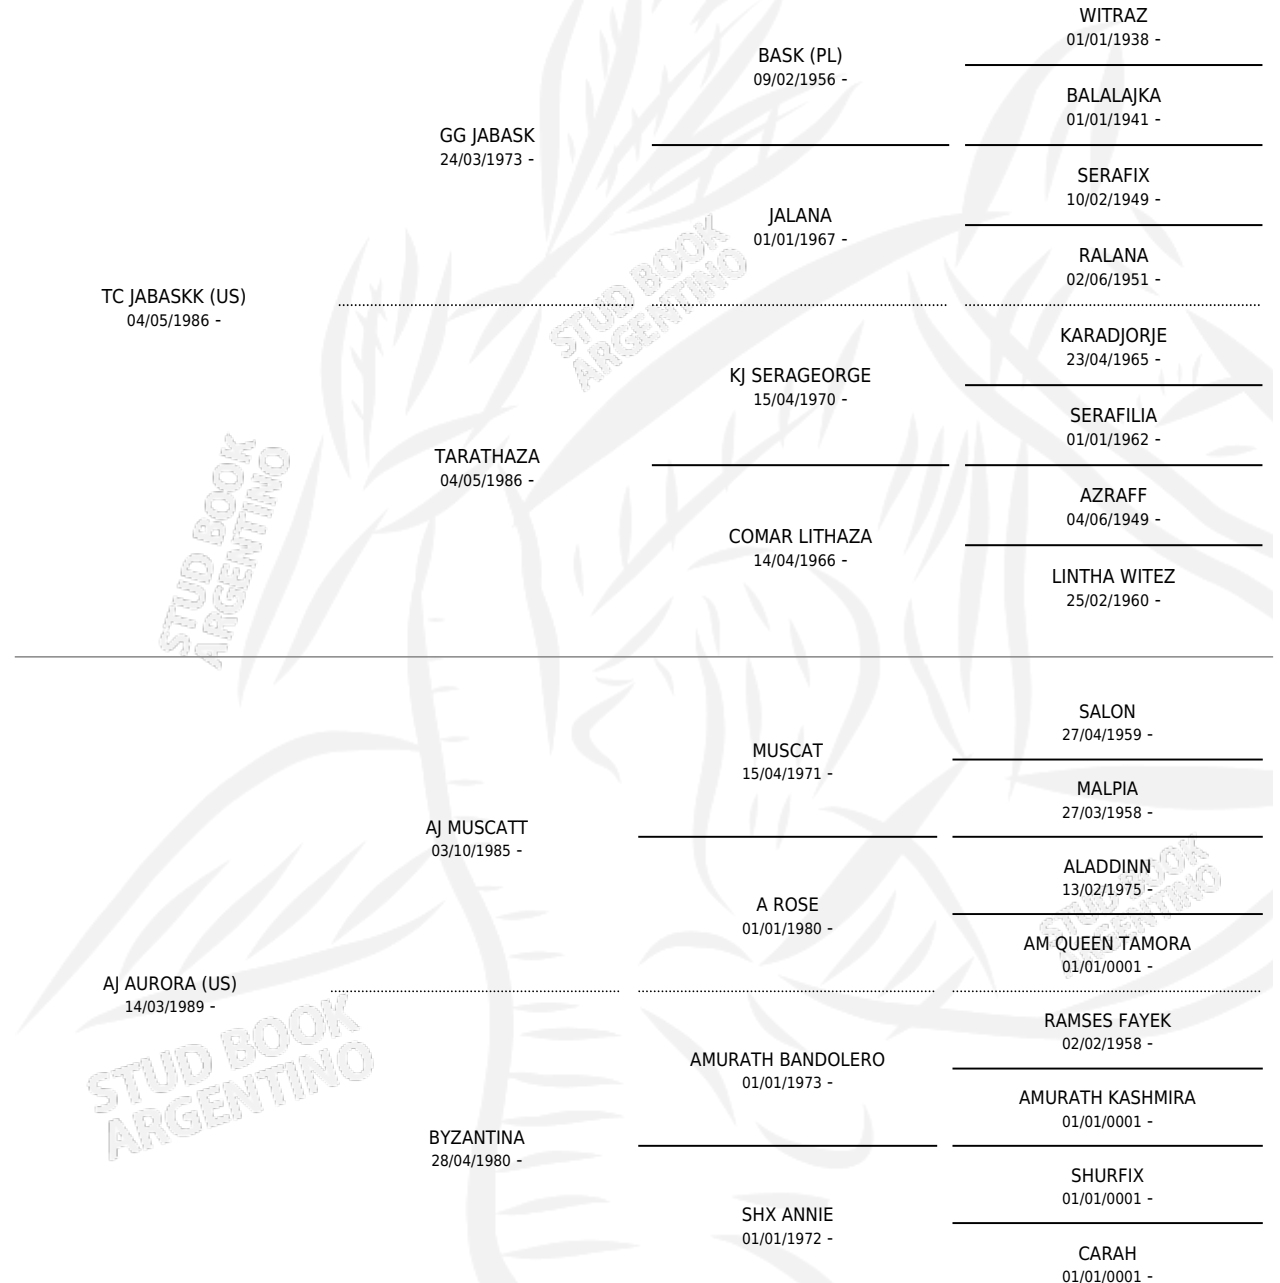 WITRAZ
01/01/1938 -
BASK (PL)
09/02/1956 -
BALALAJKA
01/01/1941 -
GG JABASK
24/03/1973 -
SERAFIX
10/02/1949 -
JALANA
01/01/1967 -
RALANA
02/06/1951 -
TC JABASKK (US)
04/05/1986 -
STUD BOOK
ARGENTINO
KARADJORJE
23/04/1965 -
KJ SERAGEORGE
15/04/1970 -
SERAFILIA
01/01/1962 -
TARATHAZA
04/05/1986 -
AZRAFF
04/06/1949 -
COMAR LITHAZA
14/04/1966 -
LINTHA WITEZ
25/02/1960 -
STUD BOOK
ARGENTINO
SALON
27/04/1959 -
MUSCAT
15/04/1971 -
MALPIA
27/03/1958 -
AJ MUSCATT
03/10/1985 -
ALADDINN
13/02/1975 -
A ROSE
01/01/1980 -
AM QUEEN TAMORA
01/01/0001 -
STUD BOOK
ARGENTINO
AJ AURORA (US)
14/03/1989 -
RAMSES FAYEK
02/02/1958 -
AMURATH BANDOLERO
01/01/1973 -
AMURATH KASHMIRA
01/01/0001 -
STUD BOOK
ARGENTINO
BYZANTINA
28/04/1980 -
SHURFIX
01/01/0001 -
SHX ANNIE
01/01/1972 -
CARAH
01/01/0001 -